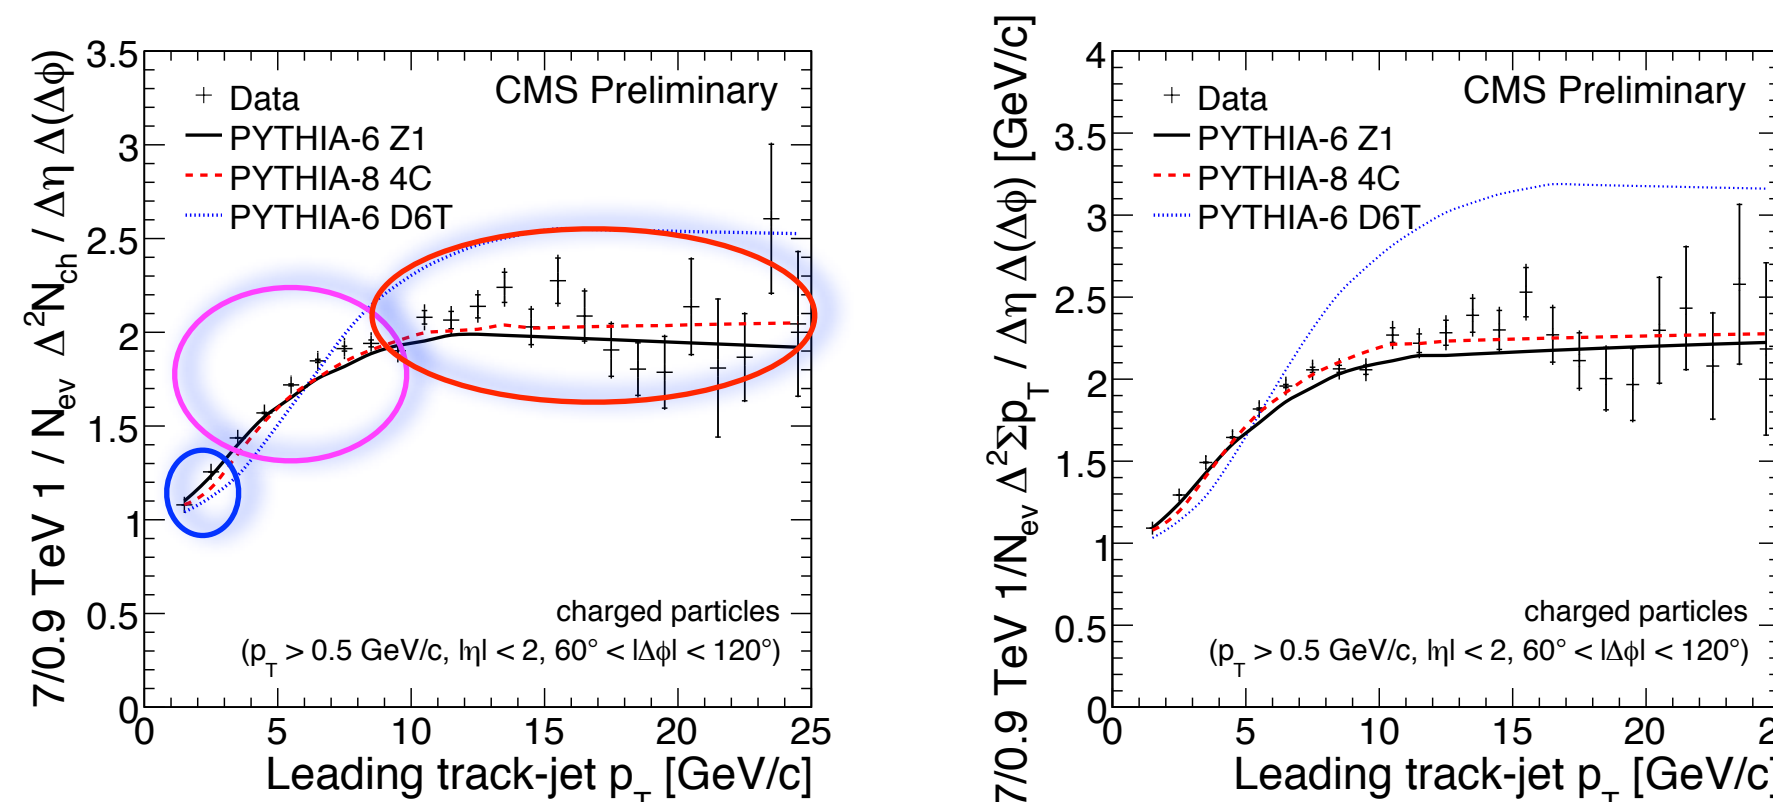 7/0.9 TeV 1 / N_ev Δ²N_ch / Δη Δ(Δϕ)
3.5
3
2.5
2
1.5
1
0.5
0
CMS Preliminary
Data
PYTHIA-6 Z1
PYTHIA-8 4C
PYTHIA-6 D6T
charged particles
(p_T > 0.5 GeV/c, |η| < 2, 60° < |Δϕ| < 120°)
0 5 10 15 20 25
Leading track-jet p_T [GeV/c]
7/0.9 TeV 1/N_ev Δ²Σp_T / Δη Δ(Δϕ) [GeV/c]
4
3.5
3
2.5
2
1.5
1
0.5
0
CMS Preliminary
Data
PYTHIA-6 Z1
PYTHIA-8 4C
PYTHIA-6 D6T
charged particles
(p_T > 0.5 GeV/c, |η| < 2, 60° < |Δϕ| < 120°)
0 5 10 15 20 2
Leading track-jet p_T [GeV/c]